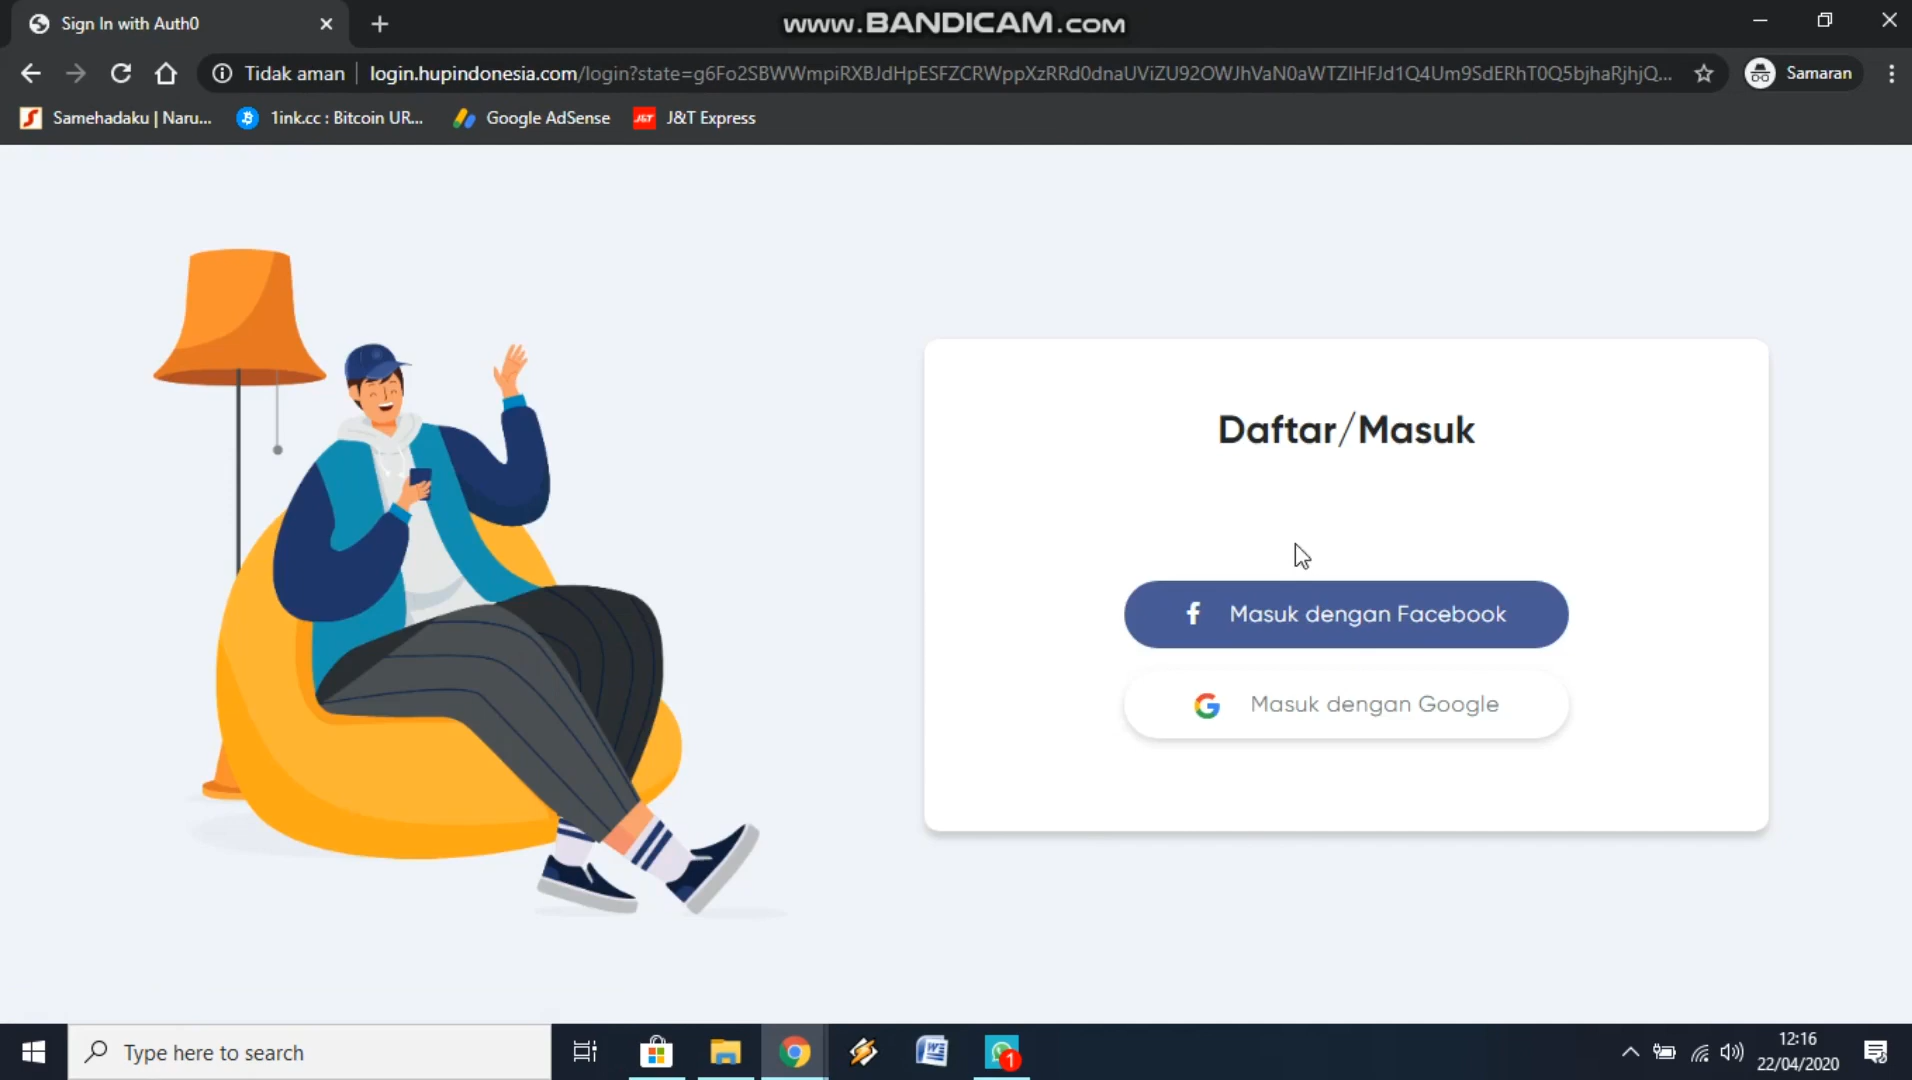 Sign In with Auth0
www.BANDICAM.com
Tidak aman
login.hupindonesia.com/login?state=g6Fo2SBWWmpiRXBJdHpESFZCRWppXzRRd0dnaUViZU92OWJhVaN0aWTZIHFJd1Q4Um9SdERhT0Q5bjhaRjhjQ...
Samaran
Samehadaku | Naru...
1ink.cc : Bitcoin UR...
Google AdSense
J&T
J&T Express
Daftar/Masuk
Masuk dengan Facebook
Masuk dengan Google
Type here to search
1
12:16
22/04/2020